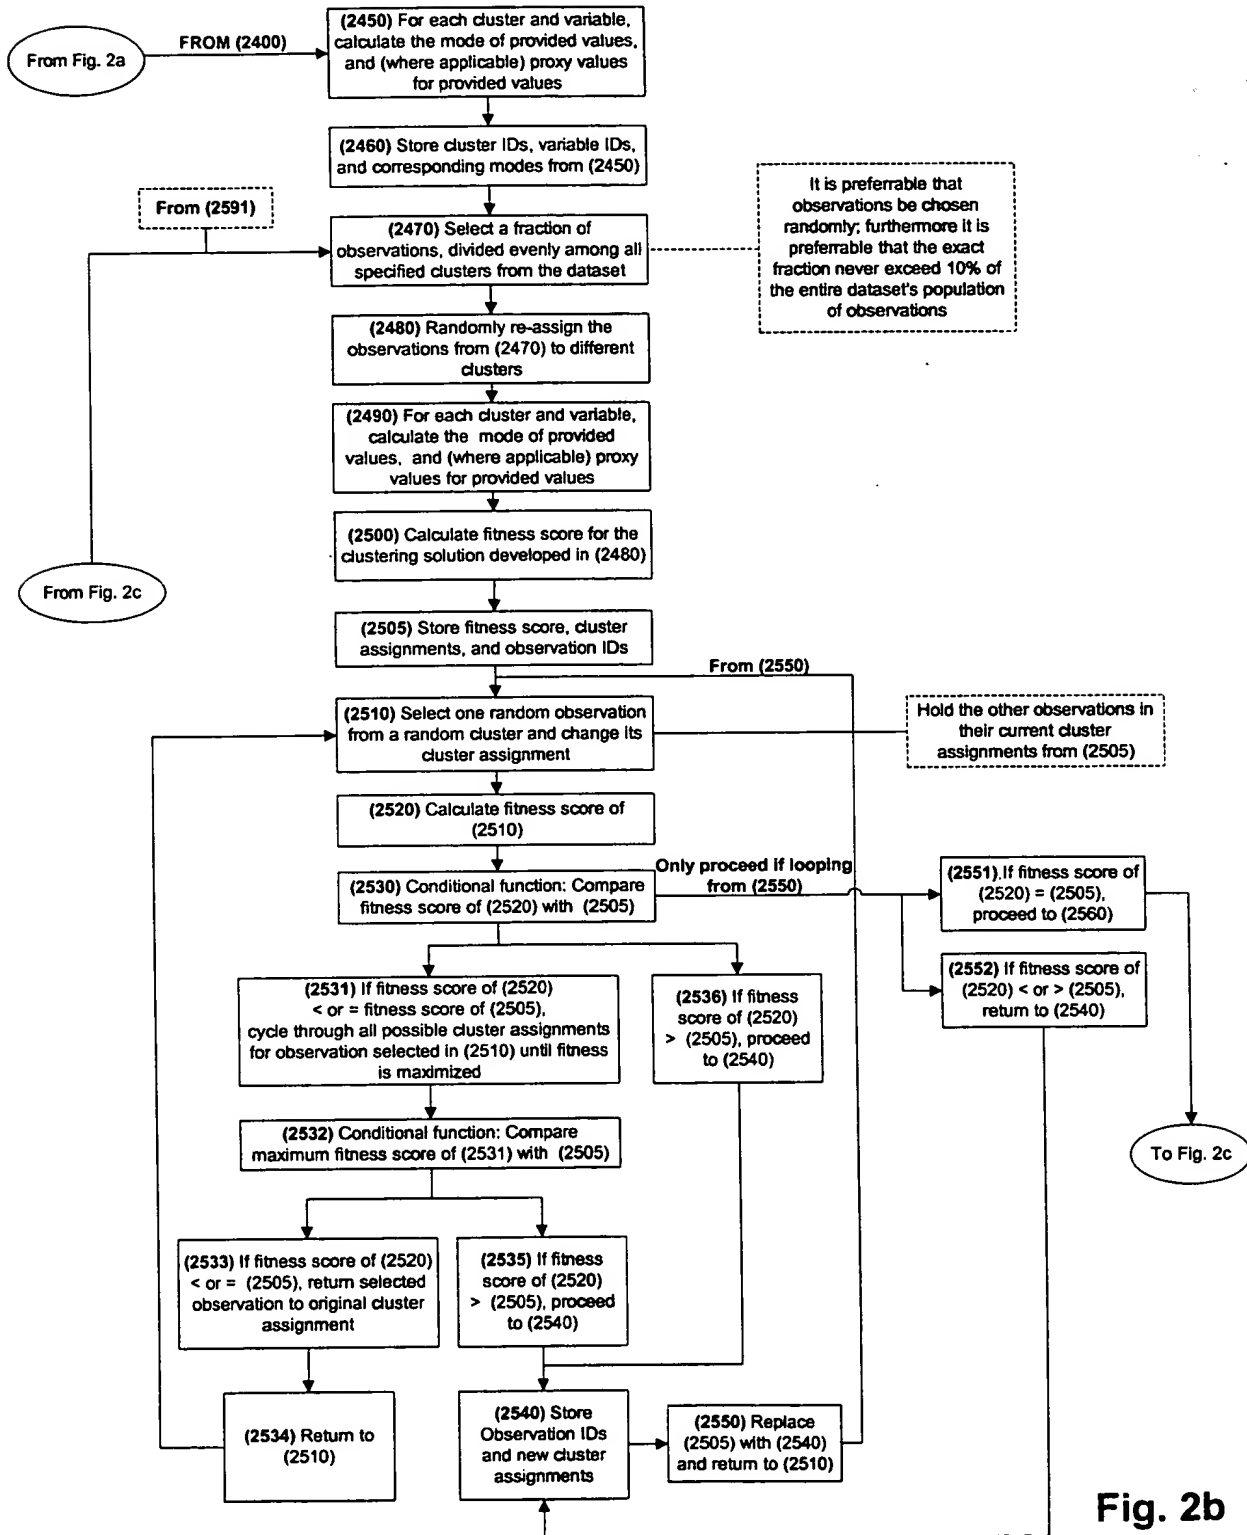 From Fig. 2a
FROM (2400)
(2450) For each cluster and variable,
calculate the mode of provided values,
and (where applicable) proxy values
for provided values
(2460) Store cluster IDs, variable IDs,
and corresponding modes from (2450)
From (2591)
(2470) Select a fraction of
observations, divided evenly among all
specified clusters from the dataset
It is preferrable that
observations be chosen
randomly; furthermore it is
preferrable that the exact
fraction never exceed 10% of
the entire dataset's population
of observations
(2480) Randomly re-assign the
observations from (2470) to different
clusters
(2490) For each cluster and variable,
calculate the mode of provided
values, and (where applicable) proxy
values for provided values
(2500) Calculate fitness score for the
clustering solution developed in (2480)
From Fig. 2c
(2505) Store fitness score, cluster
assignments, and observation IDs
From (2550)
(2510) Select one random observation
from a random cluster and change its
cluster assignment
Hold the other observations in
their current cluster
assignments from (2505)
(2520) Calculate fitness score of
(2510)
(2530) Conditional function: Compare
fitness score of (2520) with (2505)
Only proceed if looping
from (2550)
(2551).If fitness score of
(2520) = (2505),
proceed to (2560)
(2552) If fitness score of
(2520) < or > (2505),
return to (2540)
(2531) If fitness score of (2520)
< or = fitness score of (2505),
cycle through all possible cluster assignments
for observation selected in (2510) until fitness
is maximized
(2536) If fitness
score of (2520)
> (2505), proceed
to (2540)
(2532) Conditional function: Compare
maximum fitness score of (2531) with (2505)
To Fig. 2c
(2533) If fitness score of (2520)
< or = (2505), return selected
observation to original cluster
assignment
(2535) If fitness
score of (2520)
> (2505), proceed
to (2540)
(2534) Return to
(2510)
(2540) Store
Observation IDs
and new cluster
assignments
(2550) Replace
(2505) with (2540)
and return to (2510)
Fig. 2b